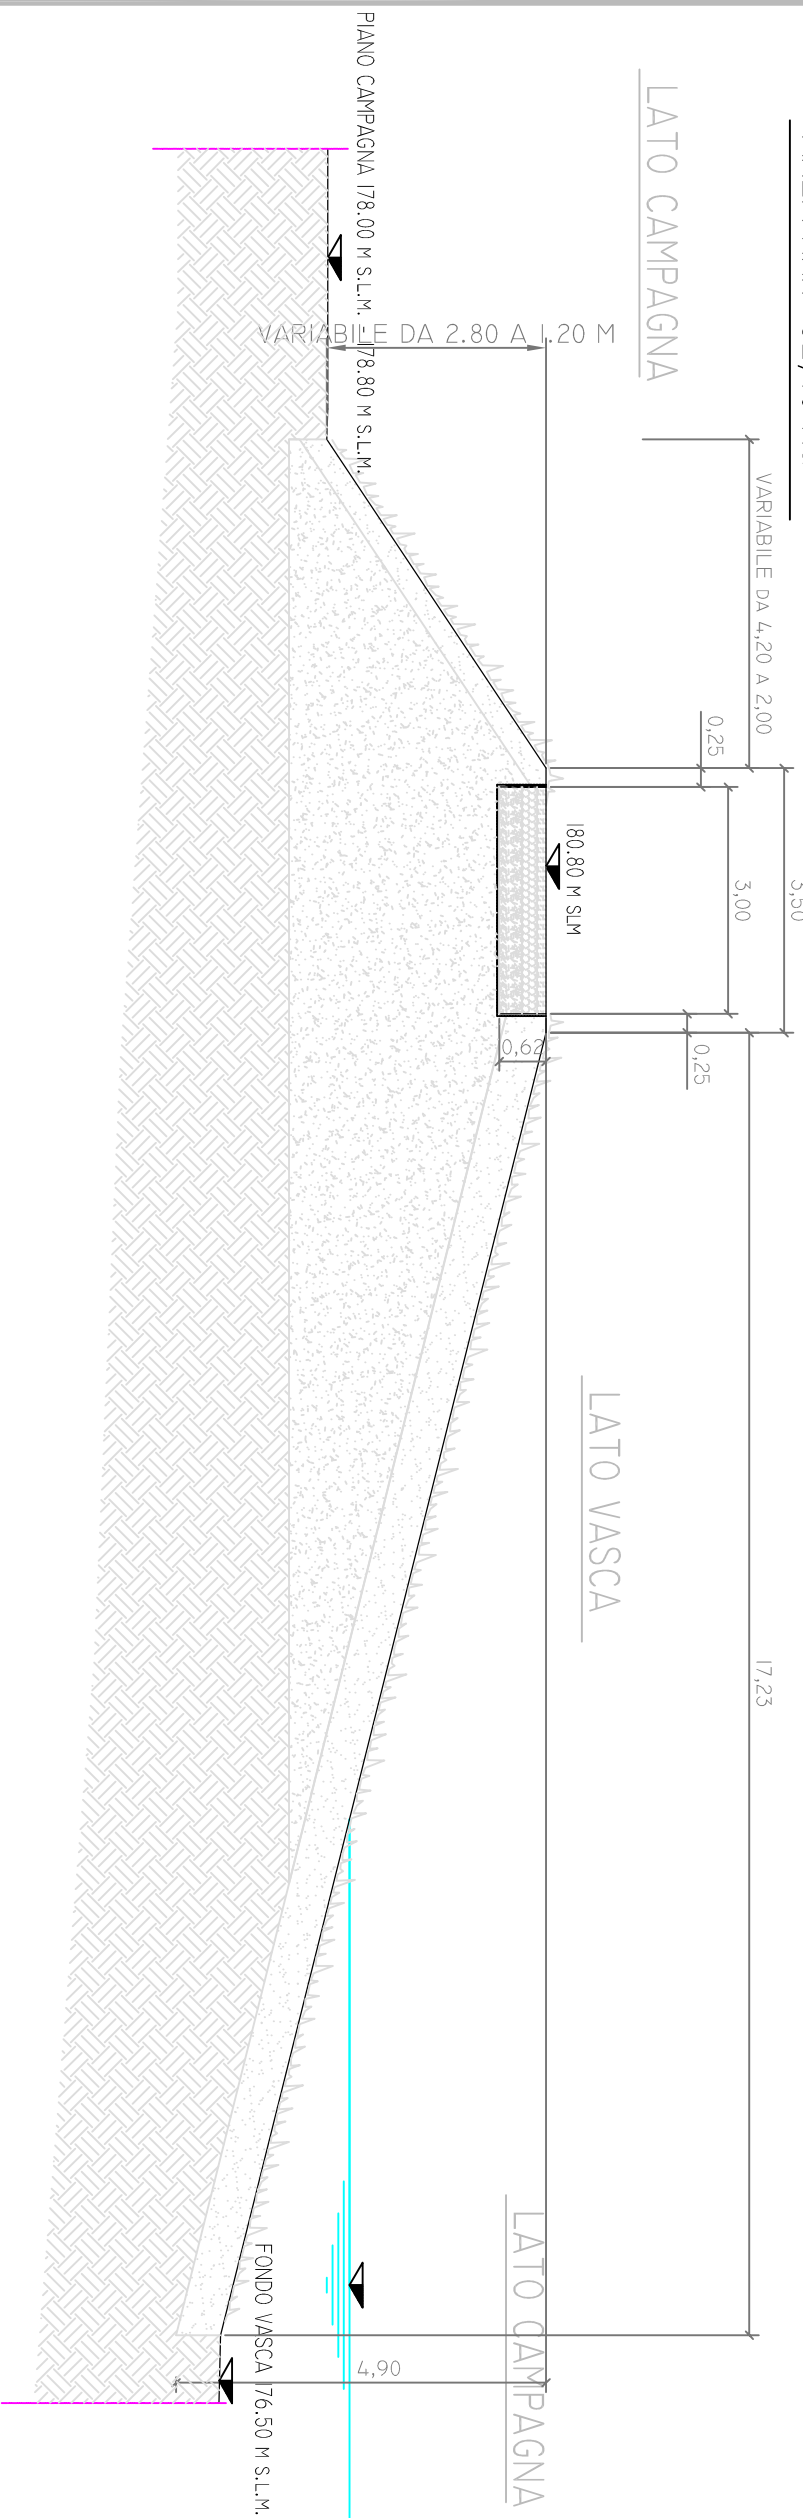 LATO CAMPAGNA
PIANO CAMPAGNA 178.00 M S.L.M. - 178.80 M S.L.M.
VARIABILE DA 2.80 A 1.20 M
VARIABILE DA 4,20 A 2,00
0,25
3,00
180.80 M SLM
0,62
0,25
LATO VASCA
17,23
LATO CAMPAGNA
4,90
FONDO VASCA 176.50 M S.L.M.